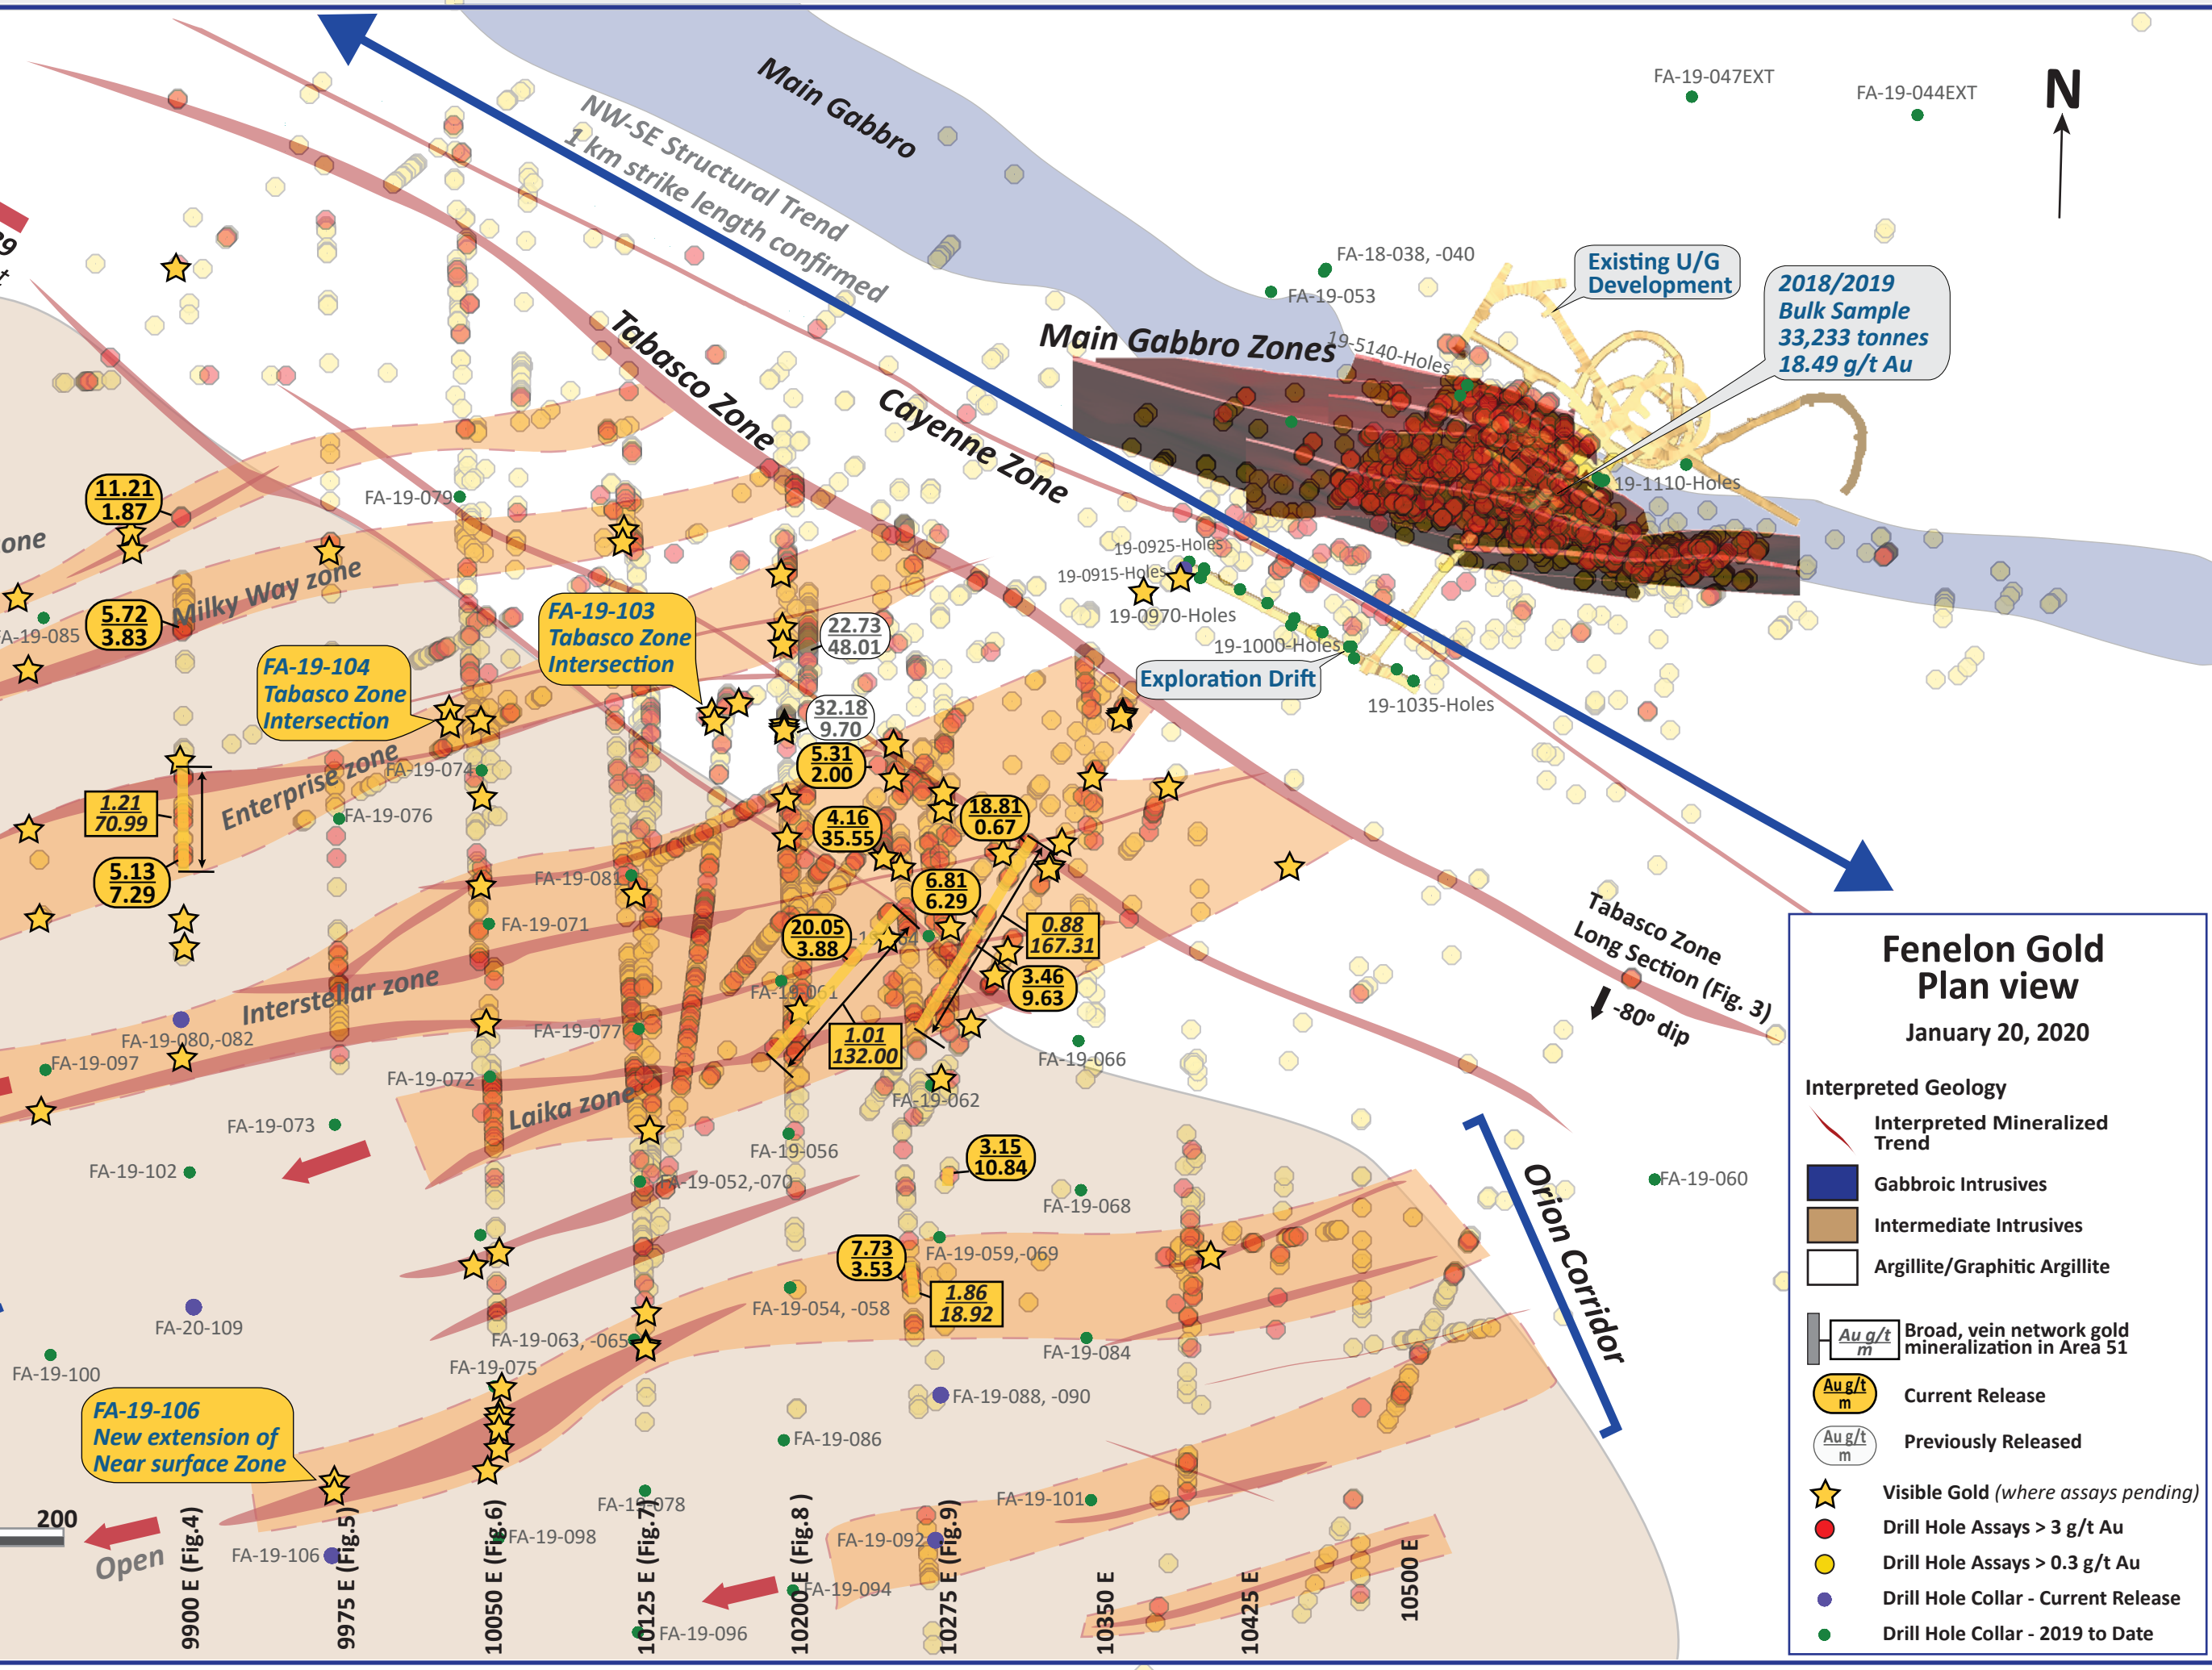 FA-19-047EXT
FA-19-044EXT
N
Main Gabbro
NW-SE Structural Trend
1 km strike length confirmed
FA-18-038, -040
FA-19-053
Existing U/G
Development
2018/2019
Bulk Sample
33,233 tonnes
18.49 g/t Au
Main Gabbro Zones
19-5140-Holes
Tabasco Zone
Cayenne Zone
19-1110-Holes
11.21
1.87
FA-19-079
one
Milky Way zone
5.72
3.83
FA-19-085
19-0925-Holes
19-0915-Holes
19-0970-Holes
19-1000-Holes
Exploration Drift
19-1035-Holes
FA-19-103
Tabasco Zone
Intersection
22.73
48.01
FA-19-104
Tabasco Zone
Intersection
32.18
9.70
5.31
2.00
Enterprise zone
FA-19-074
FA-19-076
1.21
70.99
5.13
7.29
4.16
35.55
18.81
0.67
FA-19-081
6.81
6.29
FA-19-071
20.05
3.88
0.88
167.31
3.46
9.63
Tabasco Zone
Long Section (Fig. 3)
-80º dip
Interstellar zone
FA-19-061
FA-19-080,-082
FA-19-077
1.01
132.00
FA-19-066
FA-19-097
FA-19-072
Laika zone
FA-19-062
FA-19-073
FA-19-056
3.15
10.84
FA-19-102
FA-19-052,-070
FA-19-068
FA-19-060
Orion Corridor
7.73
3.53
FA-19-059,-069
1.86
18.92
FA-19-054, -058
FA-20-109
FA-19-063, -065
FA-19-084
FA-19-100
FA-19-075
FA-19-088, -090
FA-19-106
New extension of
Near surface Zone
FA-19-086
FA-19-078
FA-19-101
200
Open
FA-19-098
FA-19-106
FA-19-092
FA-19-094
FA-19-096
9900 E (Fig.4)
9975 E (Fig.5)
10050 E (Fig.6)
10125 E (Fig.7)
10200 E (Fig.8 )
10275 E (Fig.9)
10350 E
10425 E
10500 E
Fenelon Gold
Plan view
January 20, 2020
Interpreted Geology
Interpreted Mineralized
Trend
Gabbroic Intrusives
Intermediate Intrusives
Argillite/Graphitic Argillite
Au g/t
m
Broad, vein network gold
mineralization in Area 51
Au g/t
m
Current Release
Au g/t
m
Previously Released
Visible Gold (where assays pending)
Drill Hole Assays > 3 g/t Au
Drill Hole Assays > 0.3 g/t Au
Drill Hole Collar - Current Release
Drill Hole Collar - 2019 to Date